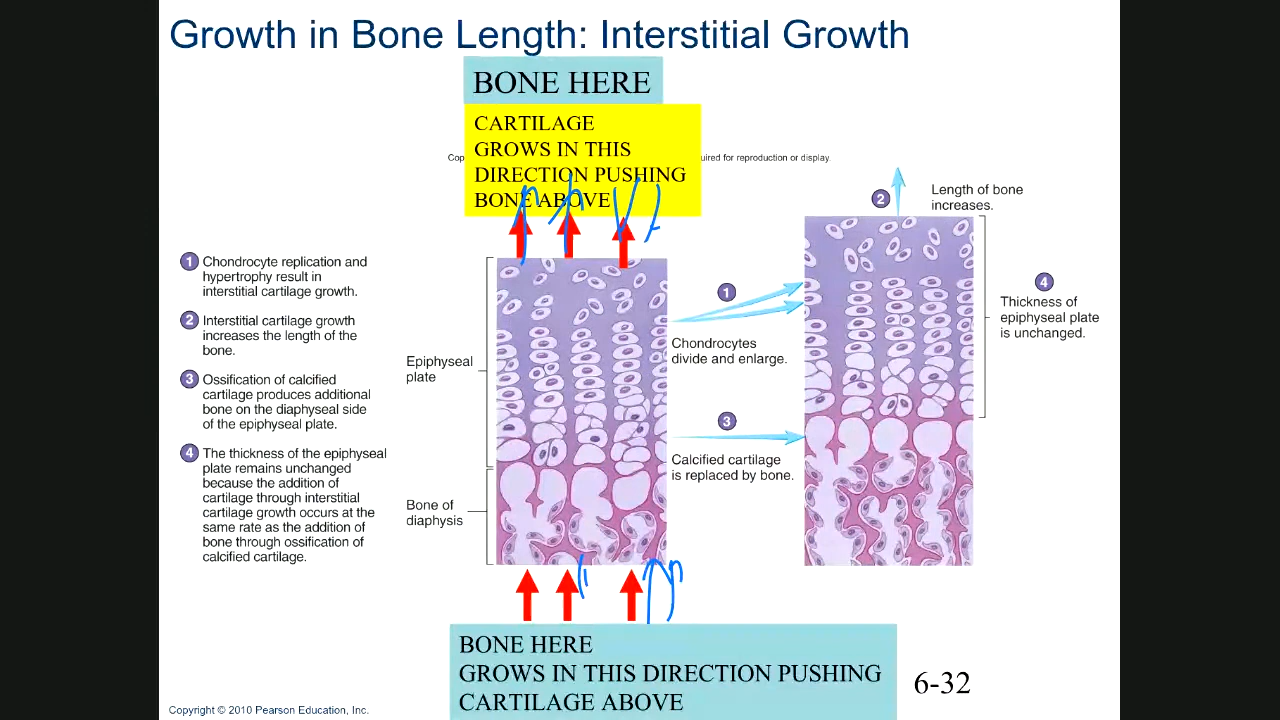 Growth in Bone Length: Interstitial Growth
BONE HERE
CARTILAGE
GROWS IN THIS
DIRECTION PUSHING
BONE ABOVE
Cop
uired for reproduction or display.
2
Length of bone
increases.
1 Chondrocyte replication and
hypertrophy result in
interstitial cartilage growth.
2 Interstitial cartilage growth
increases the length of the
bone.
3 Ossification of calcified
cartilage produces additional
bone on the diaphyseal side
of the epiphyseal plate.
4 The thickness of the epiphyseal
plate remains unchanged
because the addition of
cartilage through interstitial
cartilage growth occurs at the
same rate as the addition of
bone through ossification of
calcified cartilage.
Epiphyseal
plate
Bone of
diaphysis
1
Chondrocytes
divide and enlarge.
3
Calcified cartilage
is replaced by bone.
4
Thickness of
epiphyseal plate
is unchanged.
BONE HERE
GROWS IN THIS DIRECTION PUSHING
CARTILAGE ABOVE
6-32
Copyright © 2010 Pearson Education, Inc.